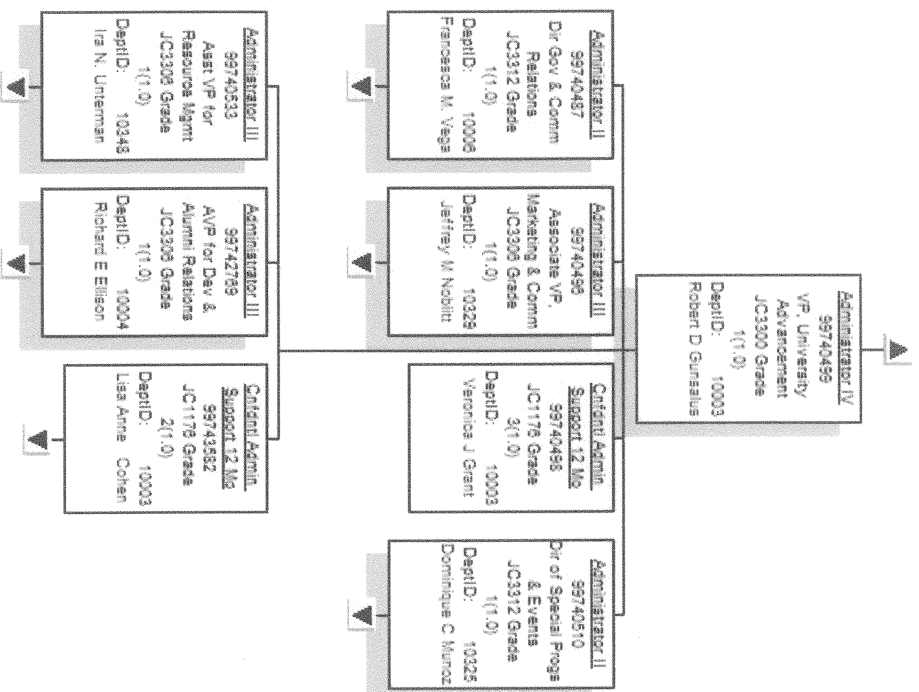 Administrator IV
99740499
VP, University
Advancement
JC3300 Grade
1(1.0)
DeptID: 10003
Robert D Gunsalus
Administrator II
99740487
Dir Gov & Comm
Relations
JC3312 Grade
1(1.0)
DeptID: 10006
Francesca M Vega
Administrator III
99740496
Associate VP,
Marketing & Comm
JC3306 Grade
1(1.0)
DeptID: 10329
Jeffrey M Noblitt
Cnfdntl Admin
Support 12 Mo
99740498
JC1176 Grade
3(1.0)
DeptID: 10003
Veronica J Grant
Administrator II
99740510
Dir of Special Progs
& Events
JC3312 Grade
1(1.0)
DeptID: 10325
Dominique C Munoz
Administrator III
99740533
Asst VP for
Resource Mgmt
JC3306 Grade
1(1.0)
DeptID: 10348
Ira N. Unterman
Administrator III
99742769
AVP for Dev &
Alumni Relations
JC3306 Grade
1(1.0)
DeptID: 10004
Richard E Ellison
Cnfdntl Admin
Support 12 Mo
99743582
JC1176 Grade
2(1.0)
DeptID: 10003
Lisa Anne Cohen